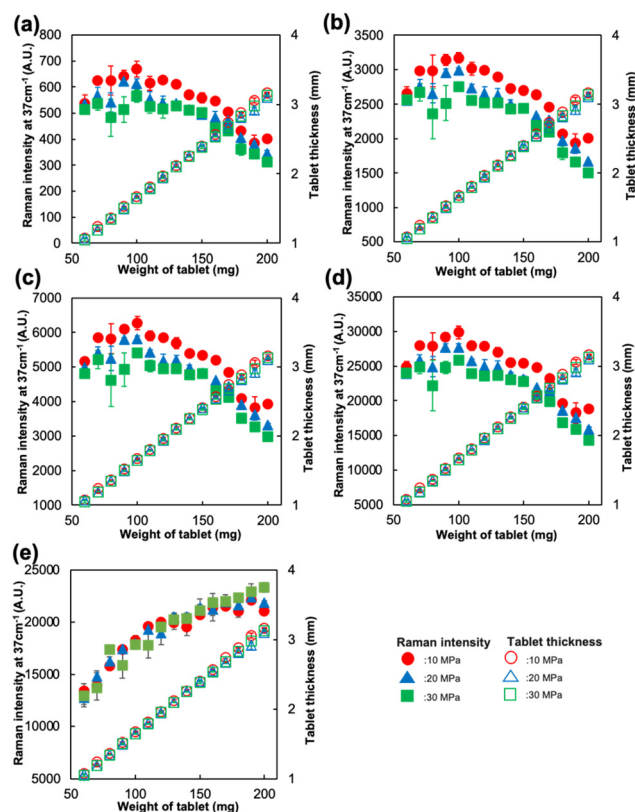 (a)
800
700
600
500
400
300
200
100
0
4
3
2
1
50 100 150 200
Raman intensity at 37cm⁻¹ (A.U.)
Tablet thickness (mm)
Weight of tablet (mg)
(b)
3500
3000
2500
2000
1500
1000
500
4
3
2
1
50 100 150 200
Raman intensity at 37cm⁻¹ (A.U.)
Tablet thickness (mm)
Weight of tablet (mg)
(c)
7000
6000
5000
4000
3000
2000
1000
4
3
2
1
50 100 150 200
Raman intensity at 37cm⁻¹ (A.U.)
Tablet thickness (mm)
Weight of tablet (mg)
(d)
35000
30000
25000
20000
15000
10000
5000
4
3
2
1
50 100 150 200
Raman intensity at 37cm⁻¹ (A.U.)
Tablet thickness (mm)
Weight of tablet (mg)
(e)
25000
20000
15000
10000
5000
4
3
2
1
50 100 150 200
Raman intensity at 37cm⁻¹ (A.U.)
Tablet thickness (mm)
Weight of tablet (mg)
Raman intensity Tablet thickness
:10 MPa :10 MPa
:20 MPa :20 MPa
:30 MPa :30 MPa